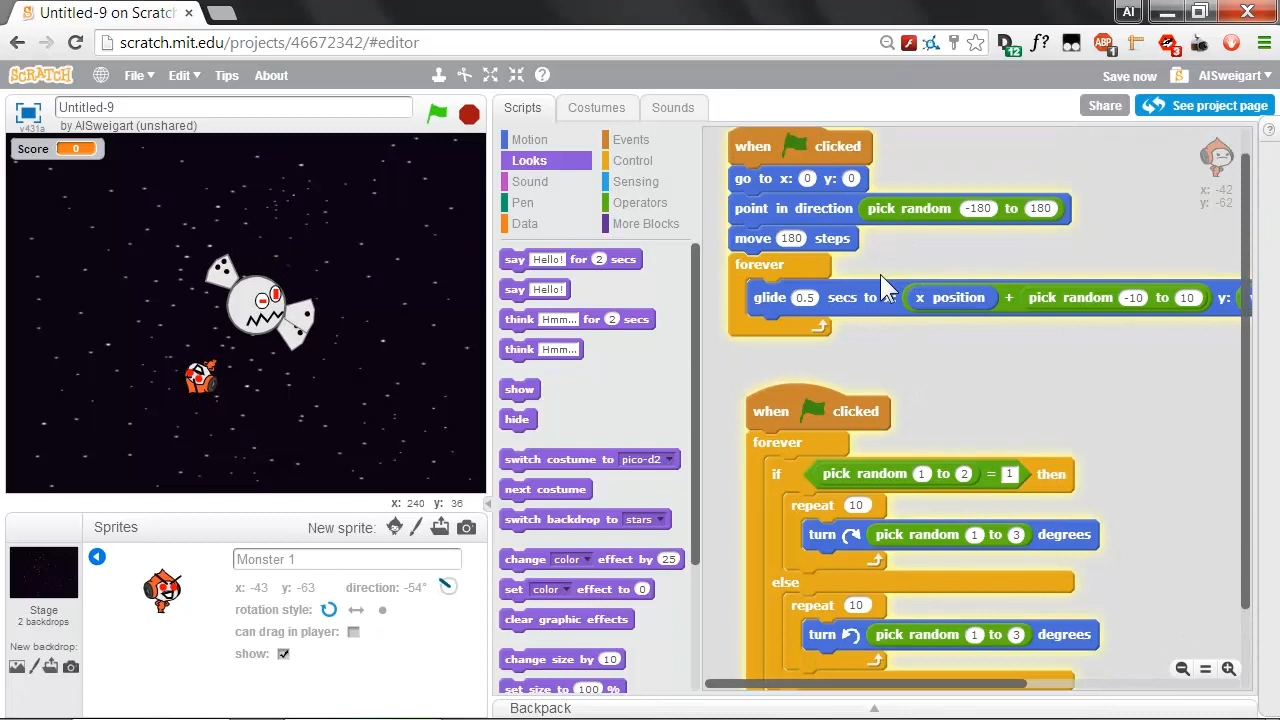 Untitled-9 on Scratch
AI
scratch.mit.edu/projects/46672342/#editor
12
f?
ABP
1
3
SCRATCH
File
Edit
Tips
About
Save now
AlSweigart
v431a
Untitled-9
by AlSweigart (unshared)
Scripts
Costumes
Sounds
Share
See project page
?
Score 0
Motion
Events
Looks
Control
Sound
Sensing
Pen
Operators
Data
More Blocks
say Hello! for 2 secs
say Hello!
think Hmm... for 2 secs
think Hmm...
show
hide
switch costume to pico-d2
next costume
switch backdrop to stars
change color effect by 25
set color effect to 0
clear graphic effects
change size by 10
set size to 100 %
when clicked
go to x: 0 y: 0
point in direction pick random -180 to 180
move 180 steps
forever
glide 0.5 secs to x: x position + pick random -10 to 10 y:
when clicked
forever
if pick random 1 to 2 = 1 then
repeat 10
turn pick random 1 to 3 degrees
else
repeat 10
turn pick random 1 to 3 degrees
x: -42
y: -62
x: 240 y: 36
Sprites
New sprite:
Stage
2 backdrops
New backdrop:
Monster 1
x: -43 y: -63 direction: -54°
rotation style:
can drag in player:
show:
Backpack